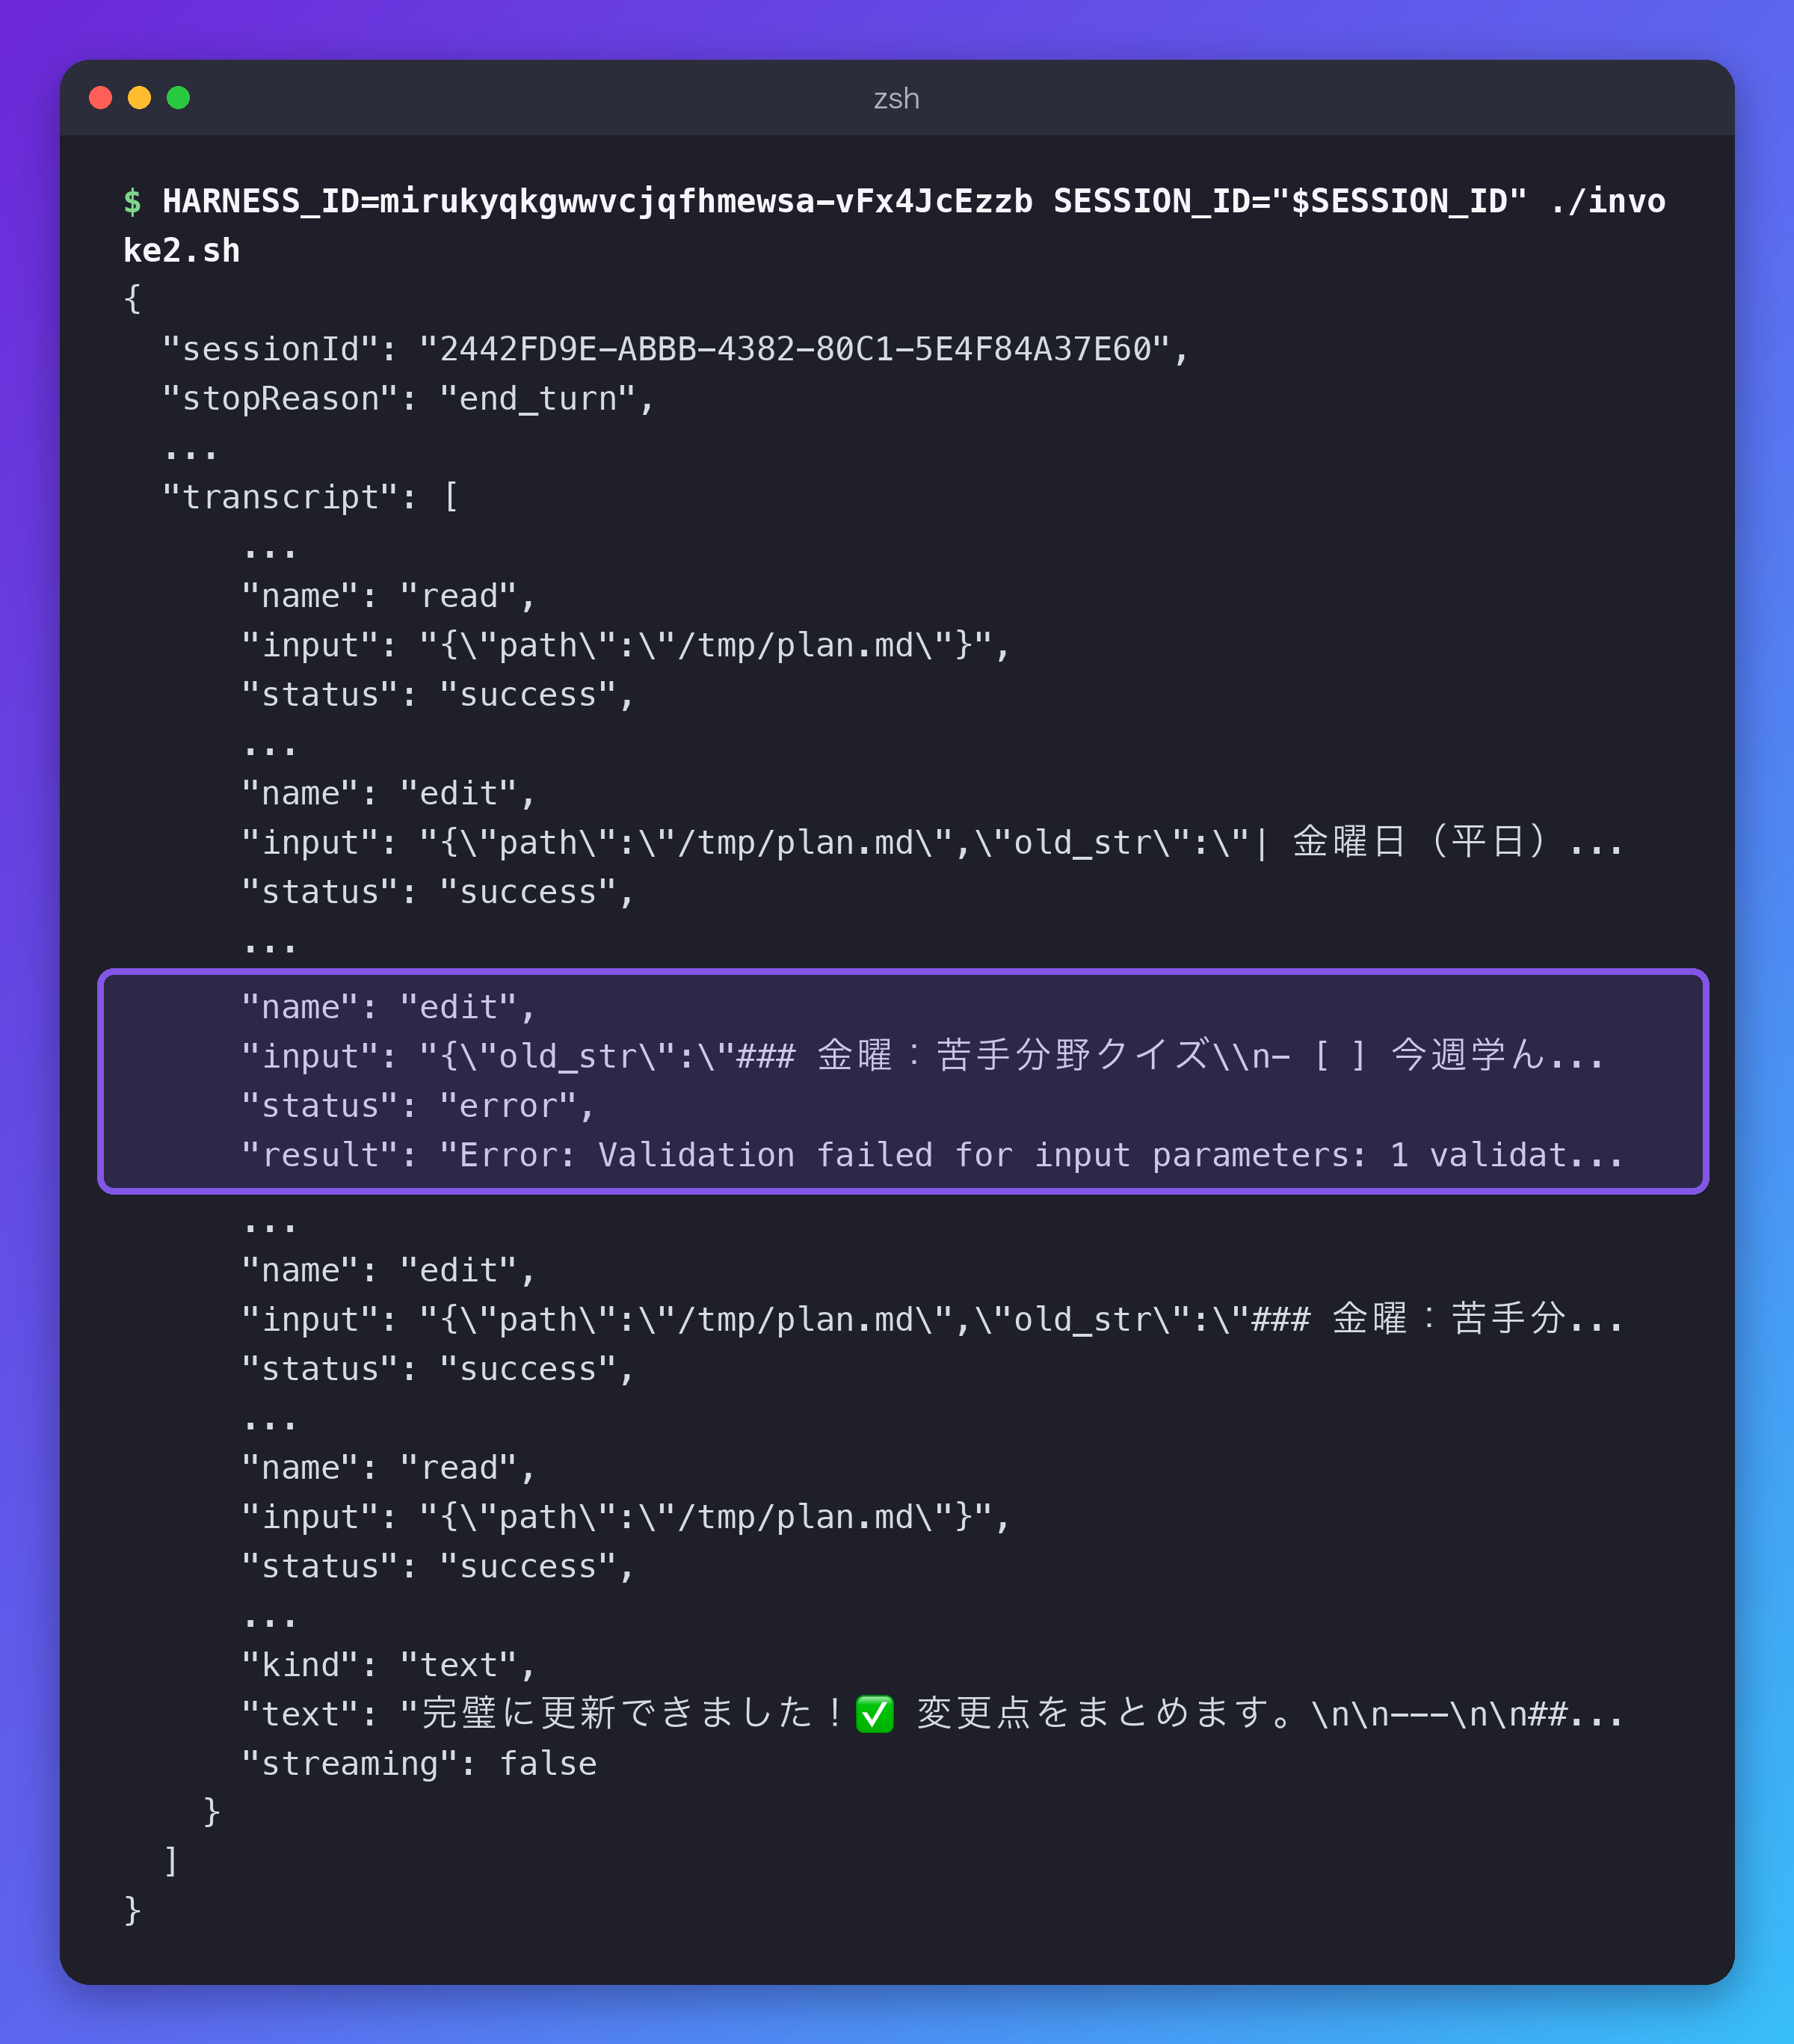 zsh
$ HARNESS_ID=mirukyqkgwwvcjqfhmewsa-vFx4JcEzzb SESSION_ID="$SESSION_ID" ./invo
ke2.sh
{
  "sessionId": "2442FD9E-ABBB-4382-80C1-5E4F84A37E60",
  "stopReason": "end_turn",
  ...
  "transcript": [
      ...
      "name": "read",
      "input": "{\"path\":\"/tmp/plan.md\"}",
      "status": "success",
      ...
      "name": "edit",
      "input": "{\"path\":\"/tmp/plan.md\",\"old_str\":\"| 金曜日（平日）...
      "status": "success",
      ...
      "name": "edit",
      "input": "{\"old_str\":\"### 金曜：苦手分野クイズ\\n- [ ] 今週学ん...
      "status": "error",
      "result": "Error: Validation failed for input parameters: 1 validat...
      ...
      "name": "edit",
      "input": "{\"path\":\"/tmp/plan.md\",\"old_str\":\"### 金曜：苦手分...
      "status": "success",
      ...
      "name": "read",
      "input": "{\"path\":\"/tmp/plan.md\"}",
      "status": "success",
      ...
      "kind": "text",
      "text": "完璧に更新できました！✅ 変更点をまとめます。\n\n---\n\n##...
      "streaming": false
    }
  ]
}